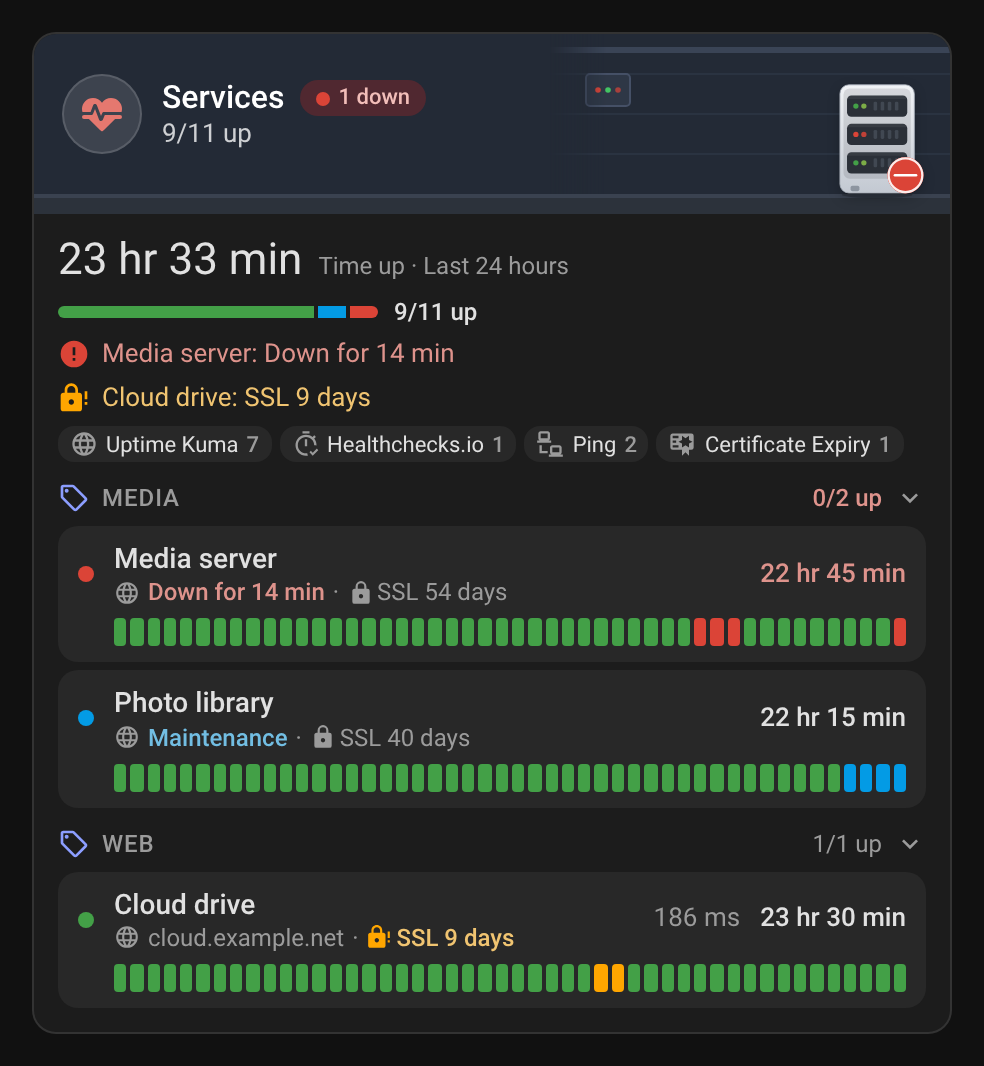 Services 1 down
9/11 up
23 hr 33 min Time up · Last 24 hours
9/11 up
Media server: Down for 14 min
Cloud drive: SSL 9 days
Uptime Kuma 7 Healthchecks.io 1 Ping 2 Certificate Expiry 1
MEDIA 0/2 up
Media server
22 hr 45 min
Down for 14 min · SSL 54 days
Photo library
22 hr 15 min
Maintenance · SSL 40 days
WEB 1/1 up
Cloud drive
186 ms 23 hr 30 min
cloud.example.net · SSL 9 days